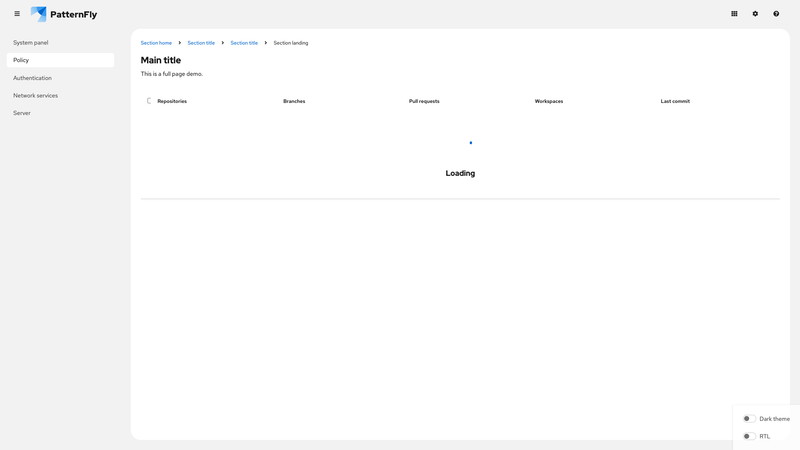 PatternFly
System panel
Policy
Authentication
Network services
Server
Section home Section title Section title Section landing
Main title
This is a full page demo.
Repositories Branches Pull requests Workspaces Last commit
Loading
Dark theme
RTL